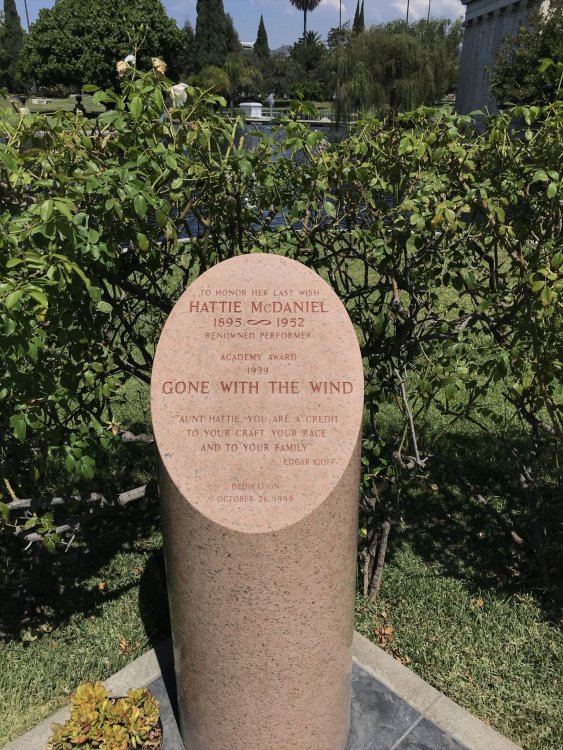 TO HONOR HER LAST WISH
HATTIE McDANIEL
1895 ~ 1952
RENOWNED PERFORMER
ACADEMY AWARD
1939
GONE WITH THE WIND
"AUNT HATTIE, YOU ARE A CREDIT
TO YOUR CRAFT, YOUR RACE
AND TO YOUR FAMILY"
-EDGAR GOFF
DEDICATION
OCTOBER 26, 1999